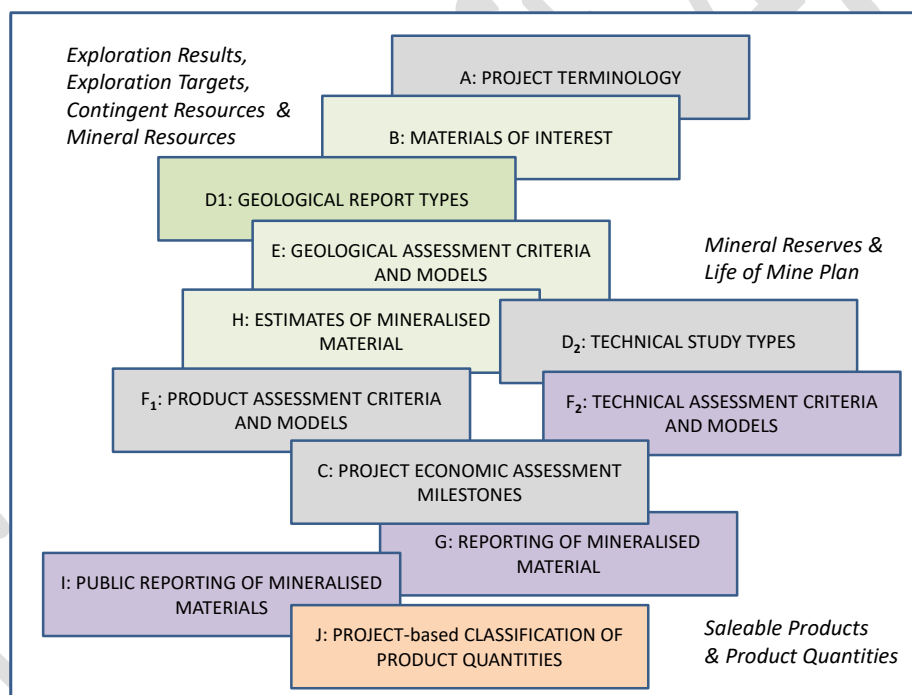 Exploration Results,
Exploration Targets,
Contingent Resources &
Mineral Resources
A: PROJECT TERMINOLOGY
B: MATERIALS OF INTEREST
D1: GEOLOGICAL REPORT TYPES
E: GEOLOGICAL ASSESSMENT CRITERIA
AND MODELS
Mineral Reserves &
Life of Mine Plan
H: ESTIMATES OF MINERALISED
MATERIAL
D₂: TECHNICAL STUDY TYPES
F₁: PRODUCT ASSESSMENT CRITERIA
AND MODELS
F₂: TECHNICAL ASSESSMENT CRITERIA
AND MODELS
C: PROJECT ECONOMIC ASSESSMENT
MILESTONES
G: REPORTING OF MINERALISED
MATERIAL
I: PUBLIC REPORTING OF MINERALISED
MATERIALS
J: PROJECT-based CLASSIFICATION OF
PRODUCT QUANTITIES
Saleable Products
& Product Quantities